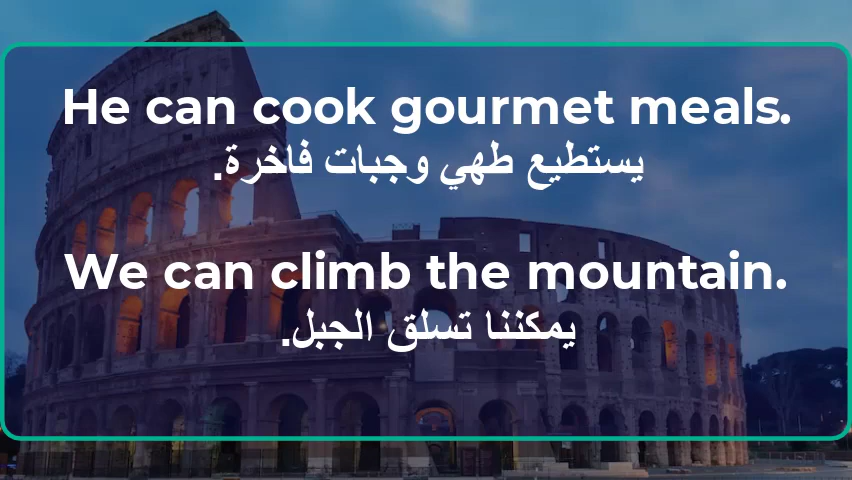 He can cook gourmet meals.
يستطيع طهي وجبات فاخرة.
We can climb the mountain.
يمكننا تسلق الجبل.